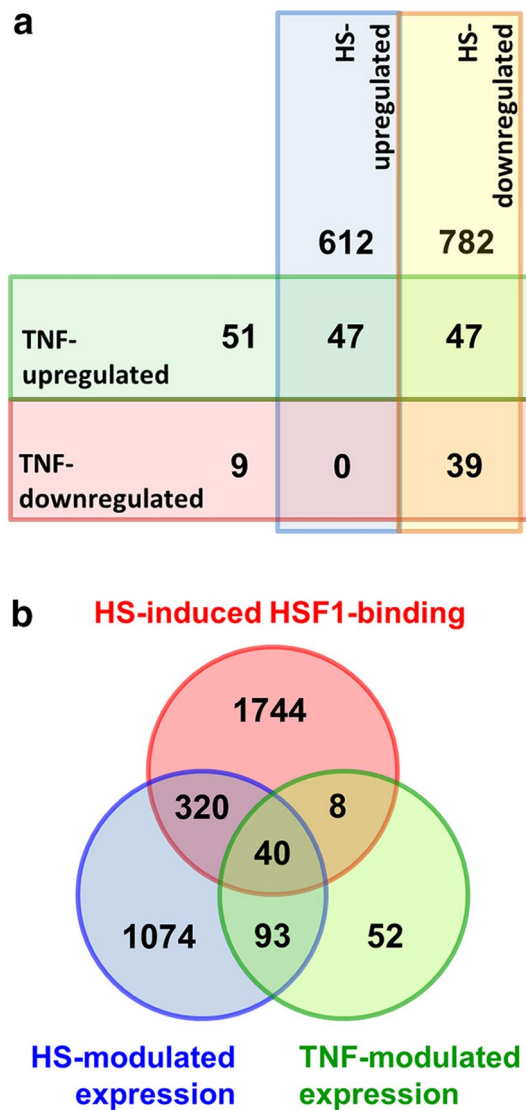 a
HS-
upregulated
HS-
downregulated
612 782
TNF-
upregulated
51 47 47
TNF-
downregulated
9 0 39
b
HS-induced HSF1-binding
1744
320 8
40
1074 93 52
HS-modulated
expression
TNF-modulated
expression